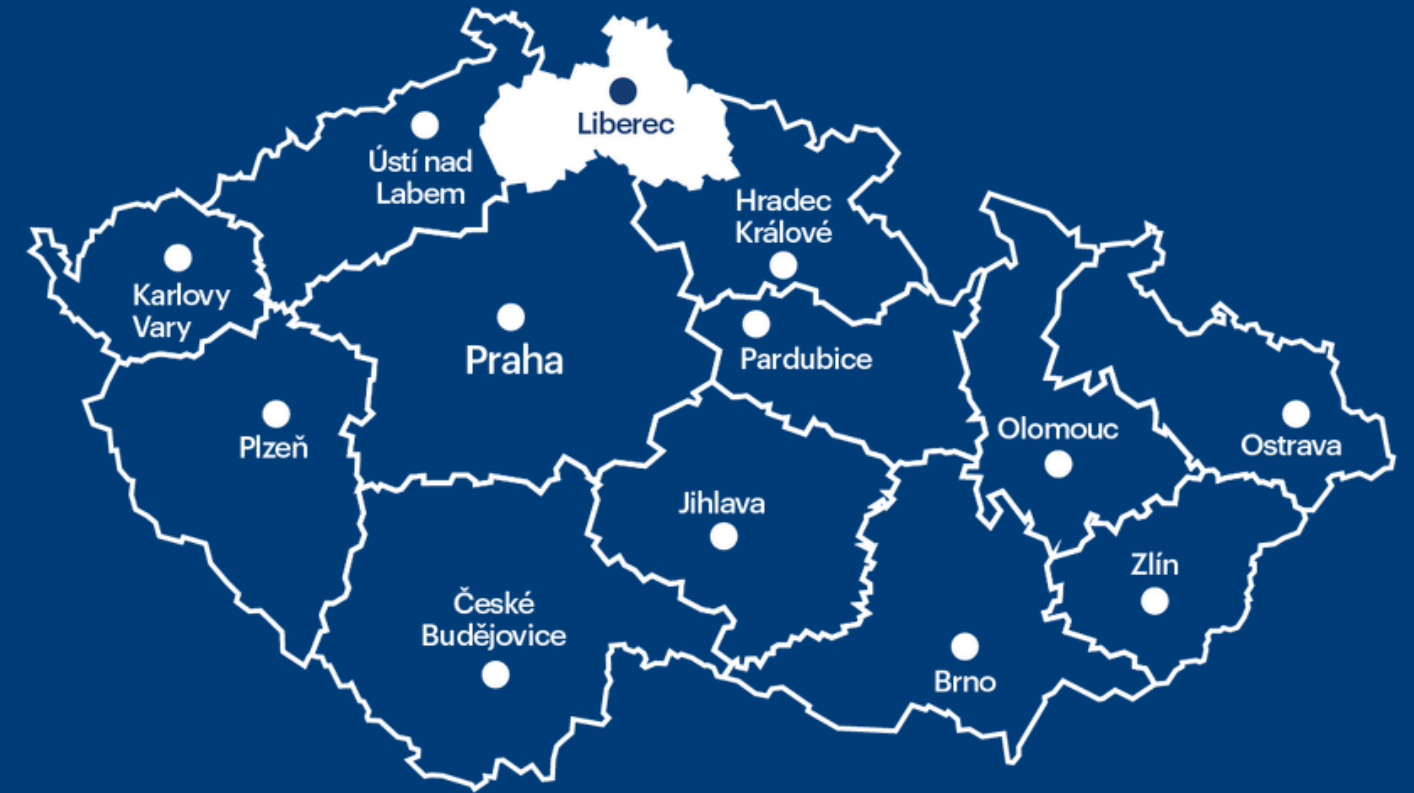 Liberec
Ústí nad
Labem
Hradec
Králové
Karlovy
Vary
Praha
Pardubice
Plzeň
Olomouc
Ostrava
Jihlava
Zlín
České
Budějovice
Brno